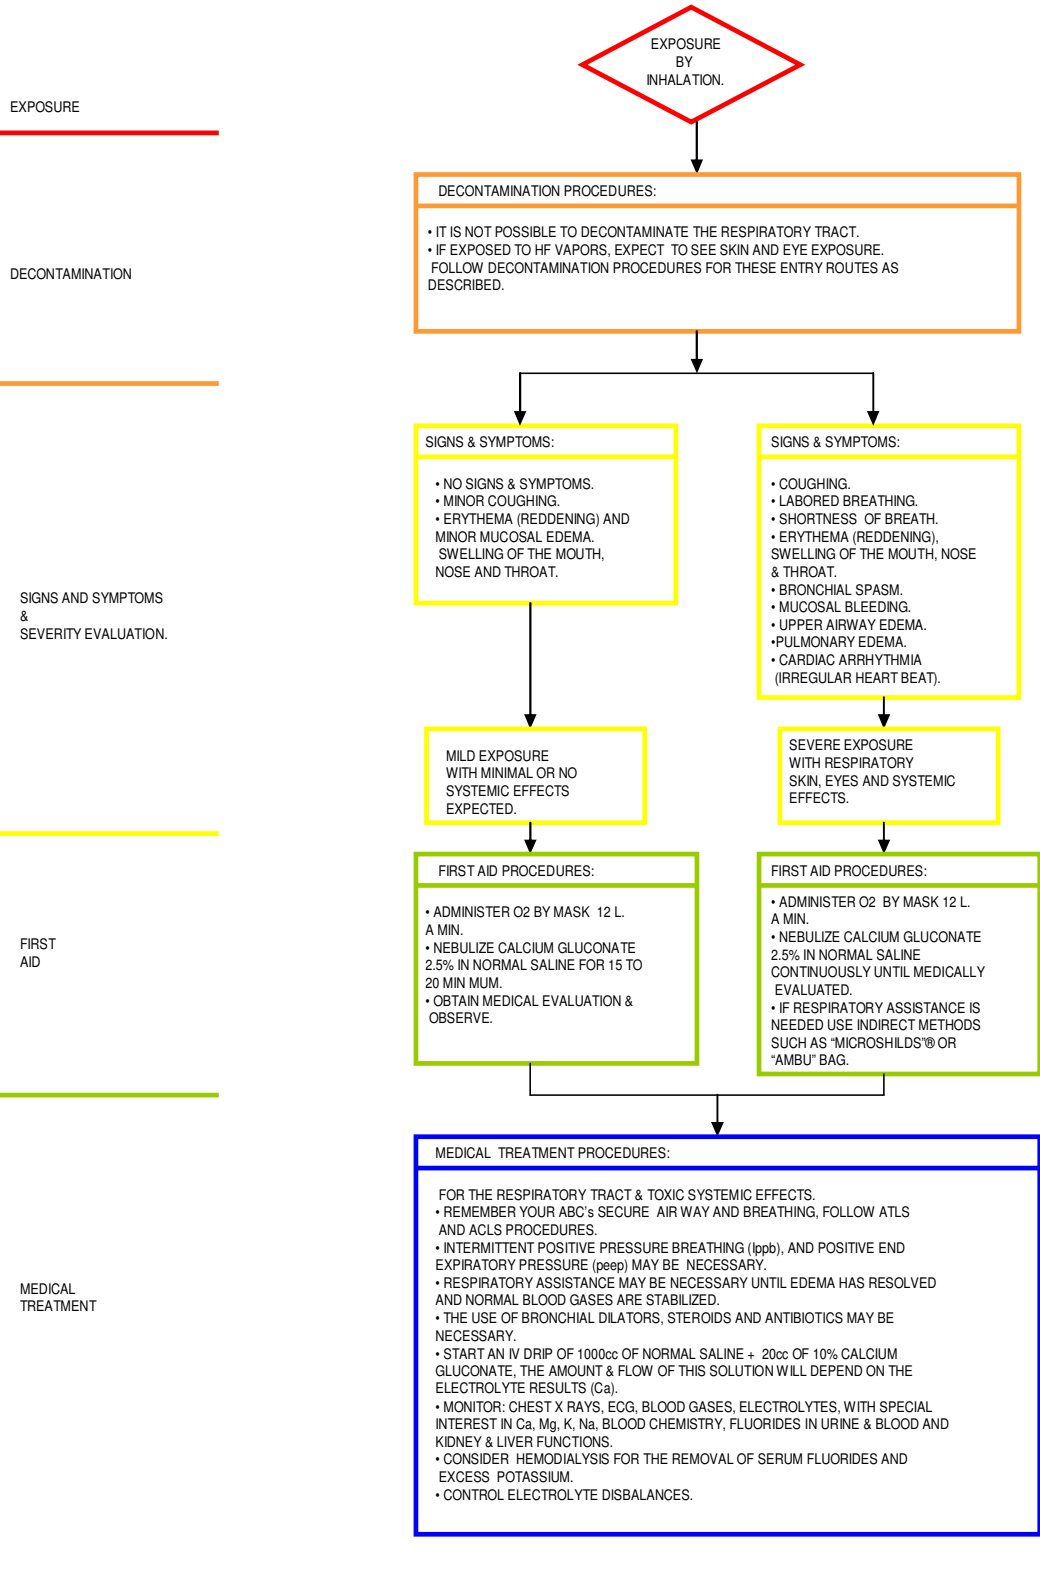 EXPOSURE
BY
INHALATION.
EXPOSURE
DECONTAMINATION PROCEDURES:
• IT IS NOT POSSIBLE TO DECONTAMINATE THE RESPIRATORY TRACT.
• IF EXPOSED TO HF VAPORS, EXPECT TO SEE SKIN AND EYE EXPOSURE.
FOLLOW DECONTAMINATION PROCEDURES FOR THESE ENTRY ROUTES AS
DESCRIBED.
DECONTAMINATION
SIGNS & SYMPTOMS:
• NO SIGNS & SYMPTOMS.
• MINOR COUGHING.
• ERYTHEMA (REDDENING) AND
MINOR MUCOSAL EDEMA.
SWELLING OF THE MOUTH,
NOSE AND THROAT.
SIGNS & SYMPTOMS:
• COUGHING.
• LABORED BREATHING.
• SHORTNESS OF BREATH.
• ERYTHEMA (REDDENING),
SWELLING OF THE MOUTH, NOSE
& THROAT.
• BRONCHIAL SPASM.
• MUCOSAL BLEEDING.
• UPPER AIRWAY EDEMA.
•PULMONARY EDEMA.
• CARDIAC ARRHYTHMIA
(IRREGULAR HEART BEAT).
SIGNS AND SYMPTOMS
&
SEVERITY EVALUATION.
MILD EXPOSURE
WITH MINIMAL OR NO
SYSTEMIC EFFECTS
EXPECTED.
SEVERE EXPOSURE
WITH RESPIRATORY
SKIN, EYES AND SYSTEMIC
EFFECTS.
FIRST AID PROCEDURES:
• ADMINISTER O2 BY MASK 12 L.
A MIN.
• NEBULIZE CALCIUM GLUCONATE
2.5% IN NORMAL SALINE FOR 15 TO
20 MIN MUM.
• OBTAIN MEDICAL EVALUATION &
OBSERVE.
FIRST AID PROCEDURES:
• ADMINISTER O2 BY MASK 12 L.
A MIN.
• NEBULIZE CALCIUM GLUCONATE
2.5% IN NORMAL SALINE
CONTINUOUSLY UNTIL MEDICALLY
EVALUATED.
• IF RESPIRATORY ASSISTANCE IS
NEEDED USE INDIRECT METHODS
SUCH AS “MICROSHILDS”® OR
“AMBU” BAG.
FIRST
AID
MEDICAL TREATMENT PROCEDURES:
FOR THE RESPIRATORY TRACT & TOXIC SYSTEMIC EFFECTS.
• REMEMBER YOUR ABC’s SECURE AIR WAY AND BREATHING, FOLLOW ATLS
AND ACLS PROCEDURES.
• INTERMITTENT POSITIVE PRESSURE BREATHING (Ippb), AND POSITIVE END
EXPIRATORY PRESSURE (peep) MAY BE NECESSARY.
• RESPIRATORY ASSISTANCE MAY BE NECESSARY UNTIL EDEMA HAS RESOLVED
AND NORMAL BLOOD GASES ARE STABILIZED.
• THE USE OF BRONCHIAL DILATORS, STEROIDS AND ANTIBIOTICS MAY BE
NECESSARY.
• START AN IV DRIP OF 1000cc OF NORMAL SALINE + 20cc OF 10% CALCIUM
GLUCONATE, THE AMOUNT & FLOW OF THIS SOLUTION WILL DEPEND ON THE
ELECTROLYTE RESULTS (Ca).
• MONITOR: CHEST X RAYS, ECG, BLOOD GASES, ELECTROLYTES, WITH SPECIAL
INTEREST IN Ca, Mg, K, Na, BLOOD CHEMISTRY, FLUORIDES IN URINE & BLOOD AND
KIDNEY & LIVER FUNCTIONS.
• CONSIDER HEMODIALYSIS FOR THE REMOVAL OF SERUM FLUORIDES AND
EXCESS POTASSIUM.
• CONTROL ELECTROLYTE DISBALANCES.
MEDICAL
TREATMENT